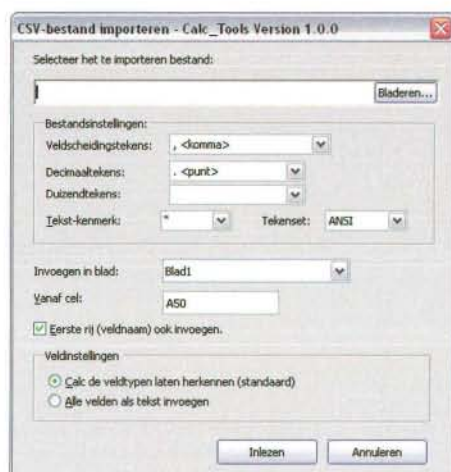 CSV-bestand importeren - Calc_Tools Version 1.0.0
Selecteer het te importeren bestand:
Bladeren...
Bestandsinstellingen:
Veldscheidingstekens: , <komma>
Decimaaltekens: . <punt>
Duizendtekens:
Tekst-kenmerk: " Tekenset: ANSI
Invoegen in blad: Blad1
Vanaf cel: A50
Eerste rij (veldnaam) ook invoegen.
Veldinstellingen
Calc de veldtypen laten herkennen (standaard)
Alle velden als tekst invoegen
Inlezen Annuleren